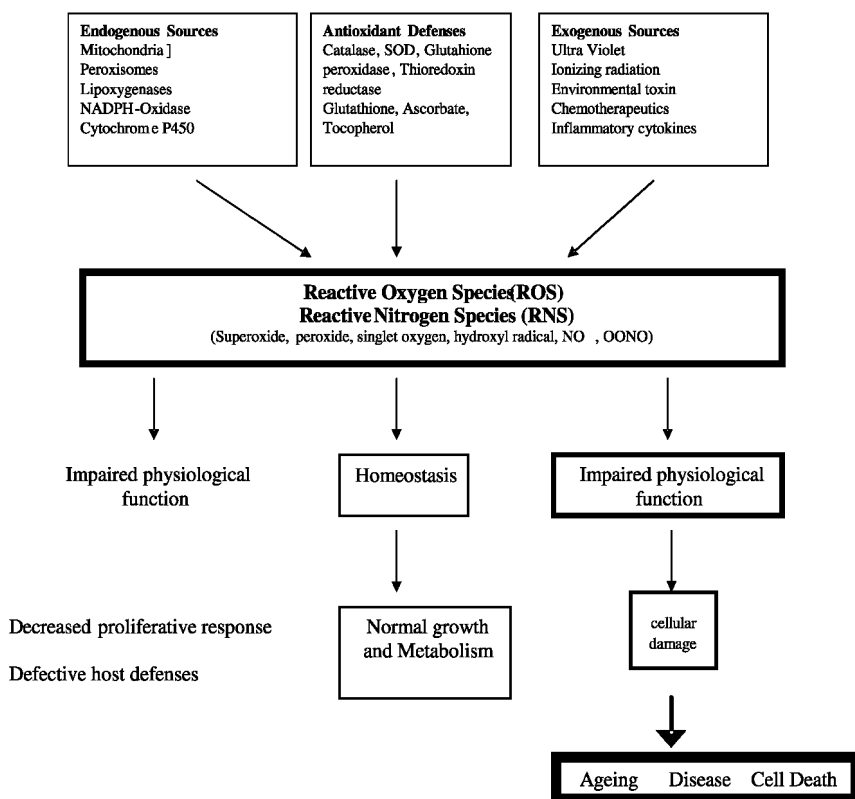 Endogenous Sources
Mitochondria ]
Peroxisomes
Lipoxygenases
NADPH-Oxidase
Cytochrome P450
Antioxidant Defenses
Catalase, SOD, Glutahione
peroxidase, Thioredoxin
reductase
Glutathione, Ascorbate,
Tocopherol
Exogenous Sources
Ultra Violet
Ionizing radiation
Environmental toxin
Chemotherapeutics
Inflammatory cytokines
Reactive Oxygen Species(ROS)
Reactive Nitrogen Species (RNS)
(Superoxide, peroxide, singlet oxygen, hydroxyl radical, NO , OONO)
Impaired physiological
function
Homeostasis
Impaired physiological
function
Decreased proliferative response
Defective host defenses
Normal growth
and Metabolism
cellular
damage
Ageing Disease Cell Death